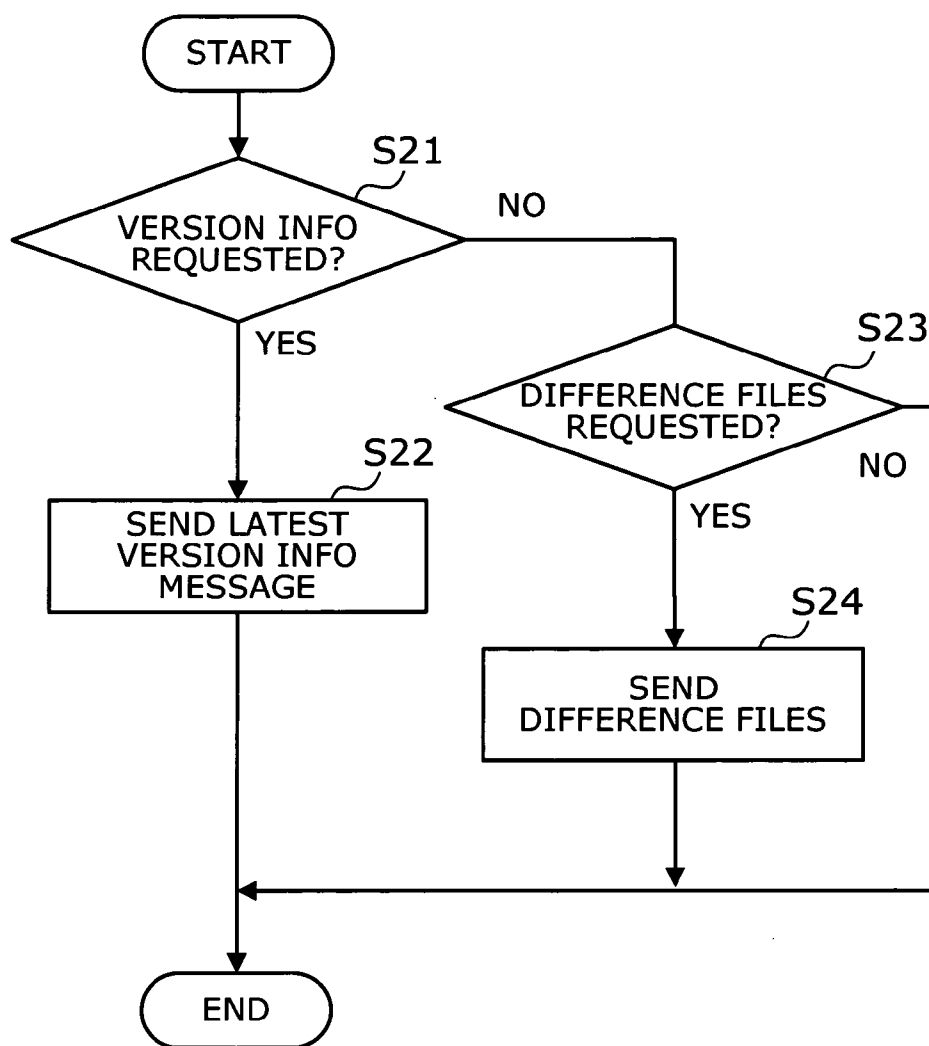 START
S21
VERSION INFO
REQUESTED?
NO
YES
S23
DIFFERENCE FILES
REQUESTED?
NO
YES
S22
SEND LATEST
VERSION INFO
MESSAGE
S24
SEND
DIFFERENCE FILES
END